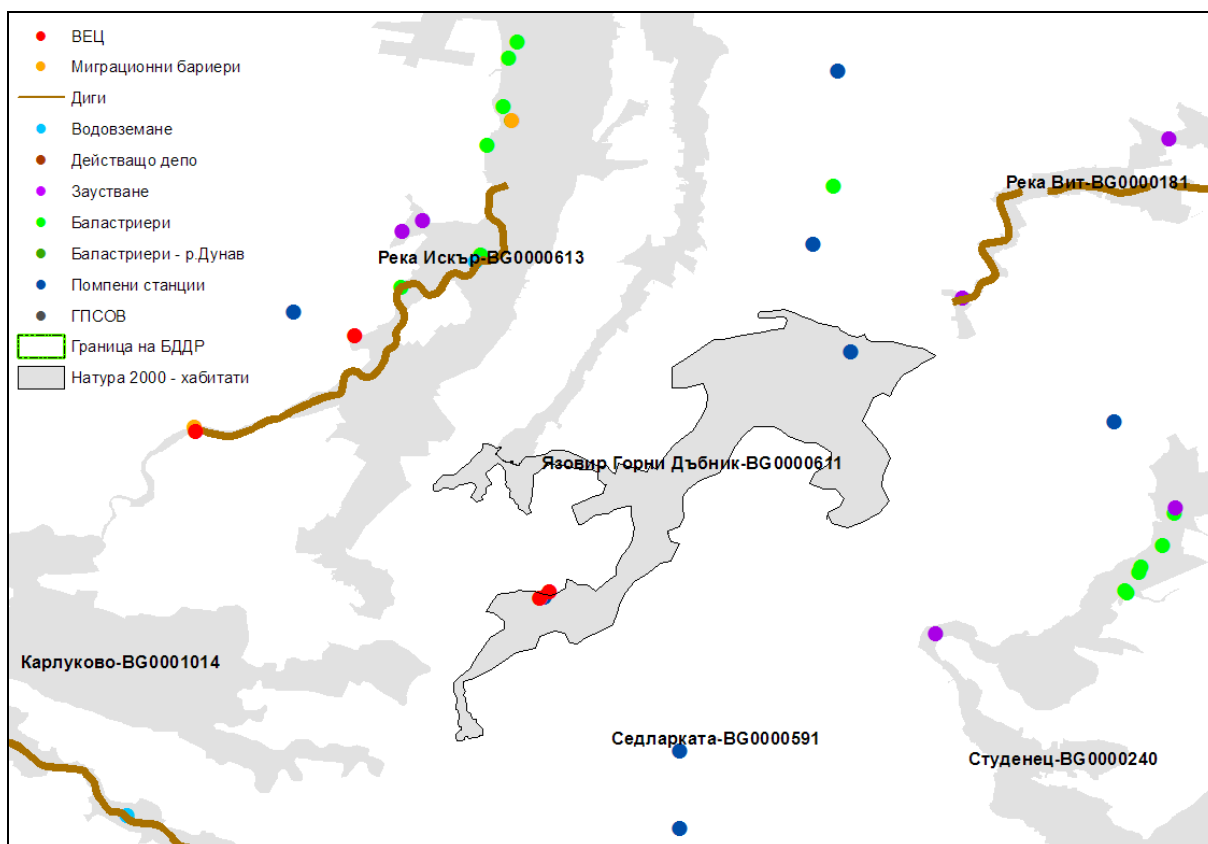 ВЕЦ
Миграционни бариери
Диги
Водовземане
Действащо депо
Заустване
Баластриери
Баластриери - р.Дунав
Помпени станции
ГПСОВ
Граница на БДДР
Натура 2000 - хабитати
Река Вит-BG0000181
Река Искър-BG0000613
Язовир Горни Дъбник-BG0000611
Карлуково-BG0001014
Седларката-BG0000591
Студенец-BG0000240